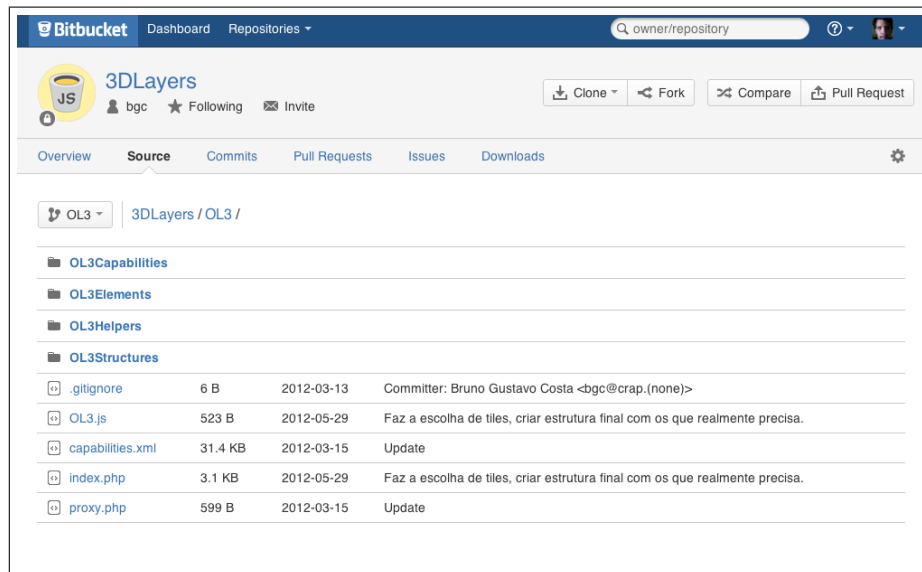 Bitbucket Dashboard Repositories owner/repository
3DLayers
JS
bgc Following Invite
Clone Fork Compare Pull Request
Overview Source Commits Pull Requests Issues Downloads
OL3 3DLayers / OL3 /
OL3Capabilities
OL3Elements
OL3Helpers
OL3Structures
.gitignore 6 B 2012-03-13 Committer: Bruno Gustavo Costa <bgc@crap.(none)>
OL3.js 523 B 2012-05-29 Faz a escolha de tiles, criar estrutura final com os que realmente precisa.
capabilities.xml 31.4 KB 2012-03-15 Update
index.php 3.1 KB 2012-05-29 Faz a escolha de tiles, criar estrutura final com os que realmente precisa.
proxy.php 599 B 2012-03-15 Update